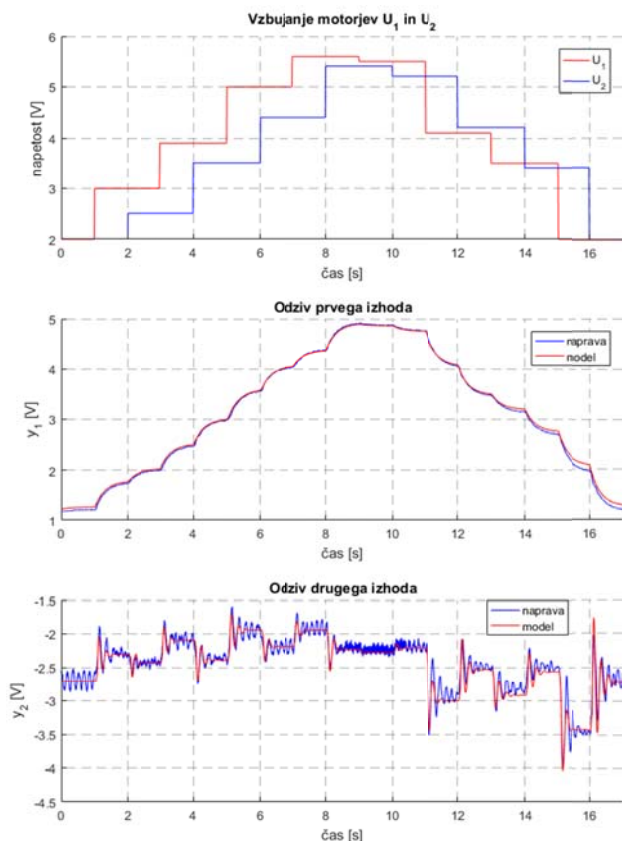 Vzbujanje motorjev U1 in U2
napetost [V]
6
5
4
3
2
U1
U2
0 2 4 6 8 10 12 14 16
čas [s]
Odziv prvega izhoda
y1 [V]
5
4
3
2
1
naprava
model
0 2 4 6 8 10 12 14 16
čas [s]
Odziv drugega izhoda
y2 [V]
-1.5
-2
-2.5
-3
-3.5
-4
-4.5
naprava
model
0 2 4 6 8 10 12 14 16
čas [s]